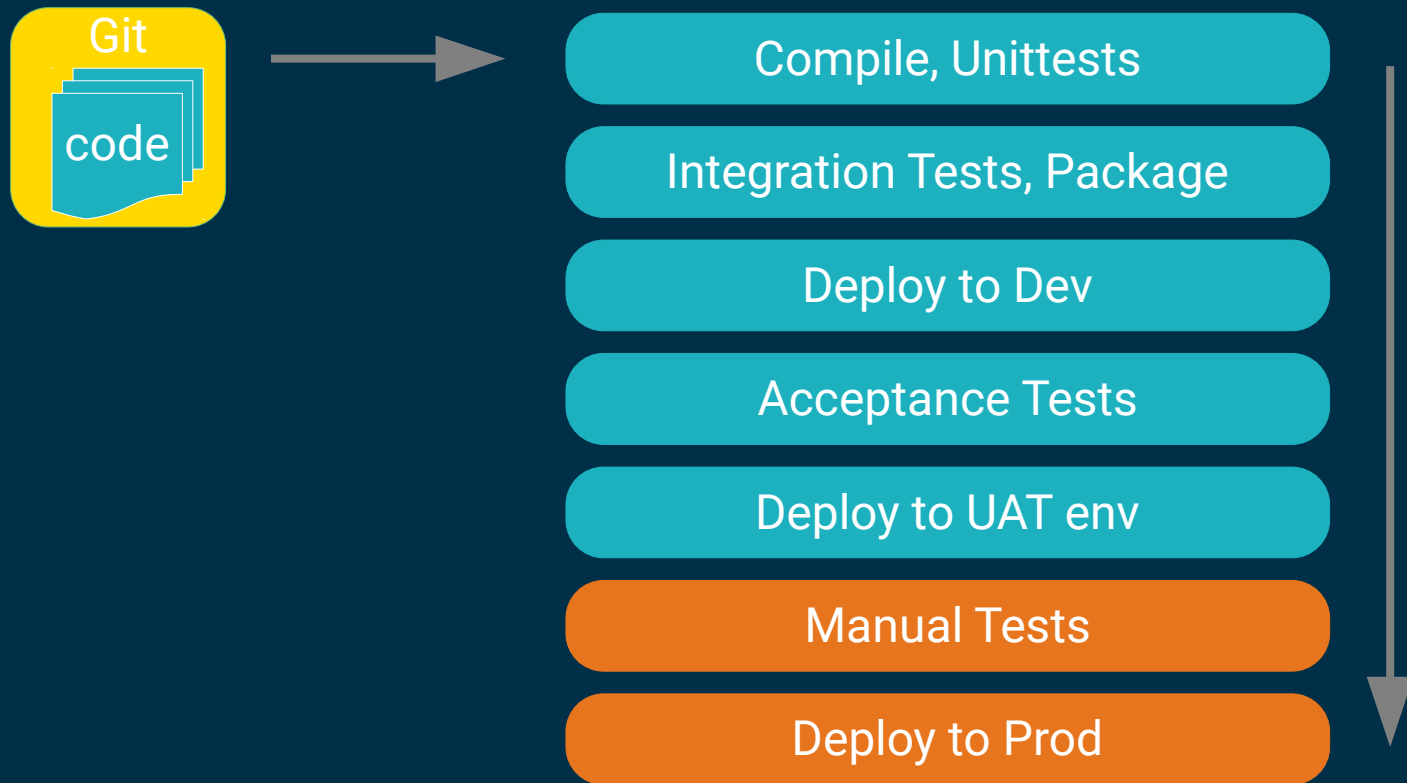 Git
code
Compile, Unittests
Integration Tests, Package
Deploy to Dev
Acceptance Tests
Deploy to UAT env
Manual Tests
Deploy to Prod